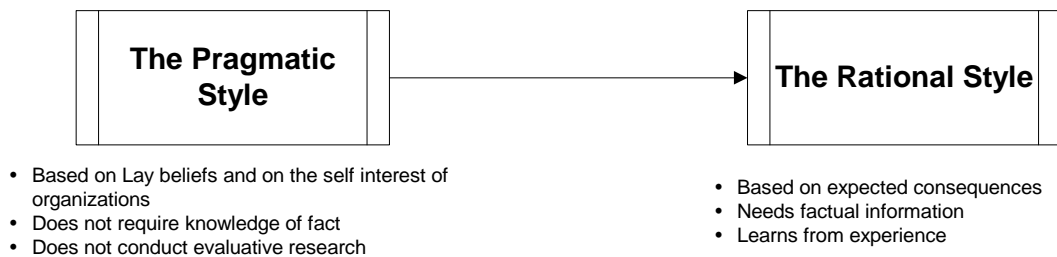 The Pragmatic
Style
The Rational Style
• Based on Lay beliefs and on the self interest of
organizations
• Does not require knowledge of fact
• Does not conduct evaluative research
• Based on expected consequences
• Needs factual information
• Learns from experience